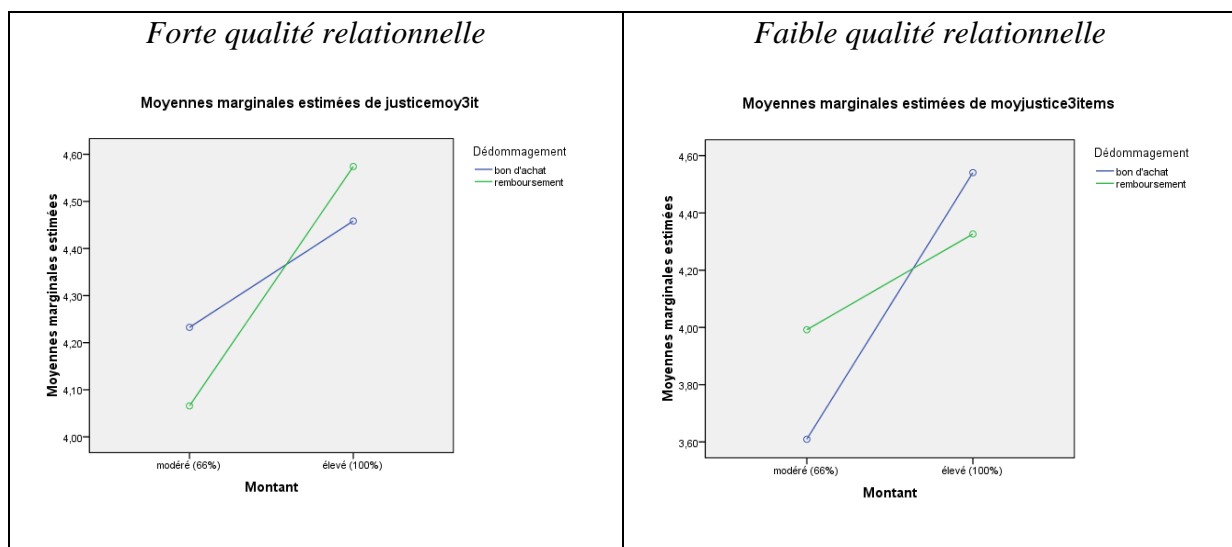 Forte qualité relationnelle
Moyennes marginales estimées de justicemoy3it
Moyennes marginales estimées
4,60
4,50
4,40
4,30
4,20
4,10
4,00
modéré (66%)
élevé (100%)
Montant
Dédommagement
bon d'achat
remboursement
Faible qualité relationnelle
Moyennes marginales estimées de moyjustice3items
Moyennes marginales estimées
4,60
4,40
4,20
4,00
3,80
3,60
modéré (66%)
élevé (100%)
Montant
Dédommagement
bon d'achat
remboursement